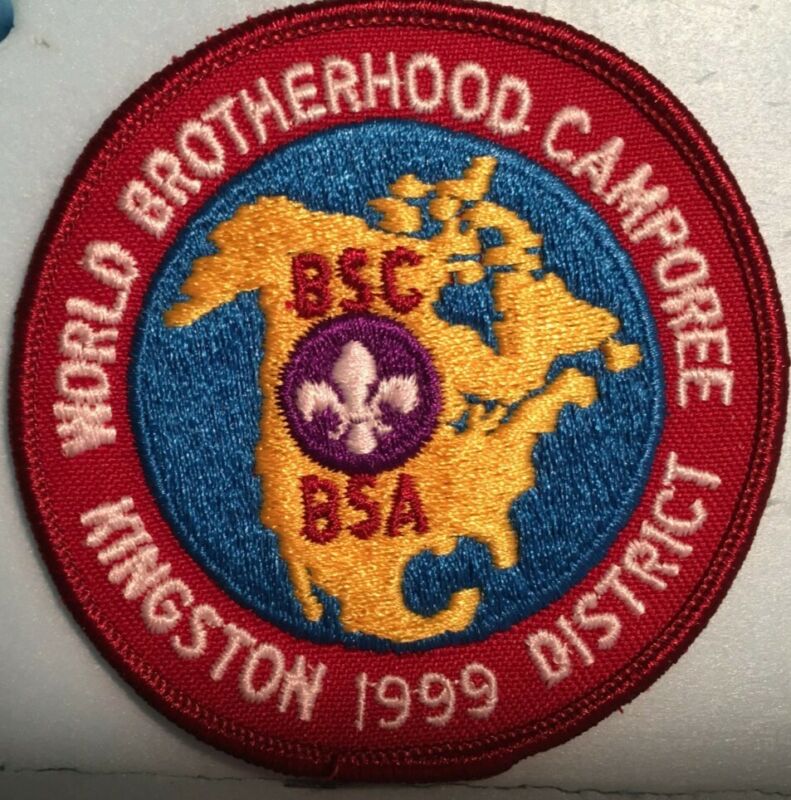 WORLD BROTHERHOOD CAMPOREE
BSC
BSA
KINGSTON 1999 DISTRICT